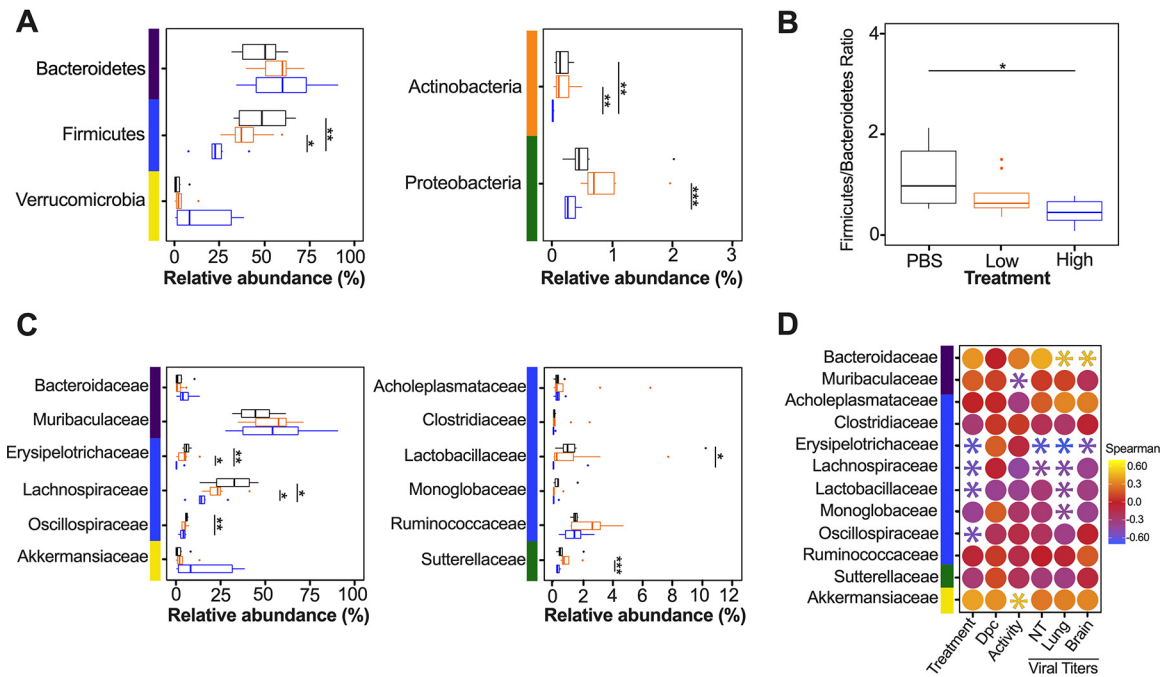 A
Bacteroidetes
Firmicutes
Verrucomicrobia
**
*
0 25 50 75 100
Relative abundance (%)
Actinobacteria
Proteobacteria
**
**
***
0 1 2 3
Relative abundance (%)
B
Firmicutes/Bacteroidetes Ratio
4
2
0
*
PBS Low High
Treatment
C
Bacteroidaceae
Muribaculaceae
Erysipelotrichaceae
Lachnospiraceae
Oscillospiraceae
Akkermansiaceae
* **
* *
**
0 25 50 75 100
Relative abundance (%)
Acholeplasmataceae
Clostridiaceae
Lactobacillaceae
Monoglobaceae
Ruminococcaceae
Sutterellaceae
*
***
0 2 4 6 8 10 12
Relative abundance (%)
D
Bacteroidaceae
Muribaculaceae
Acholeplasmataceae
Clostridiaceae
Erysipelotrichaceae
Lachnospiraceae
Lactobacillaceae
Monoglobaceae
Oscillospiraceae
Ruminococcaceae
Sutterellaceae
Akkermansiaceae
Treatment
Dpc
Activity
NT
Lung
Brain
Viral Titers
Spearman
0.60
0.3
0.0
-0.3
-0.60